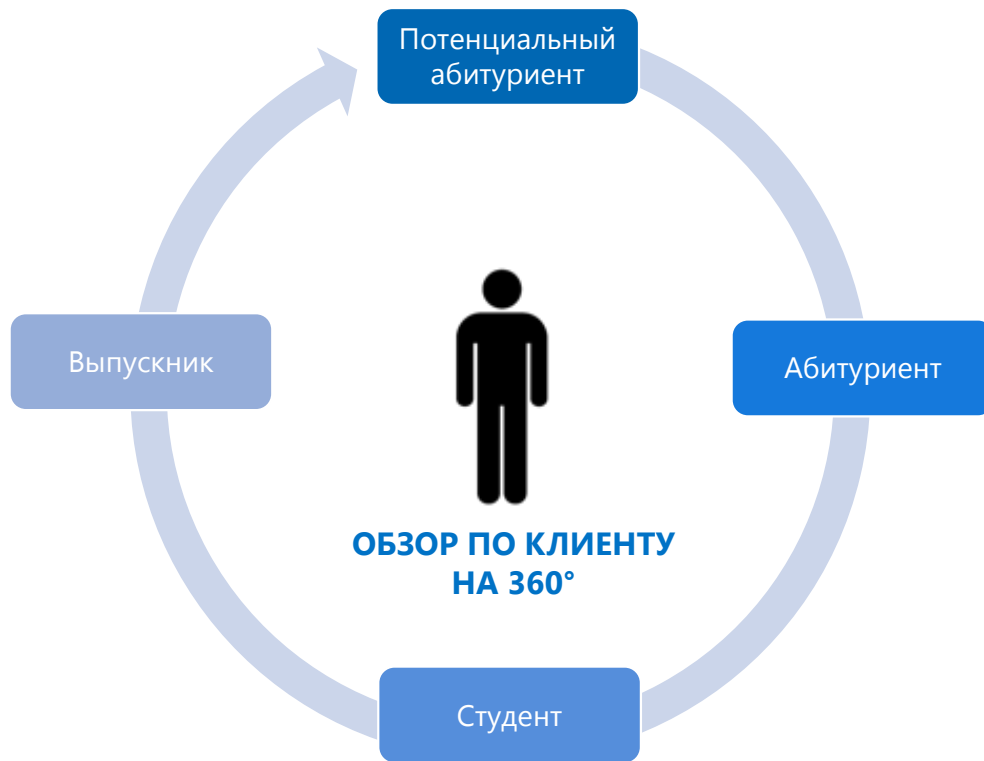 Потенциальный
абитуриент
Выпускник
Абитуриент
ОБЗОР ПО КЛИЕНТУ
НА 360°
Студент